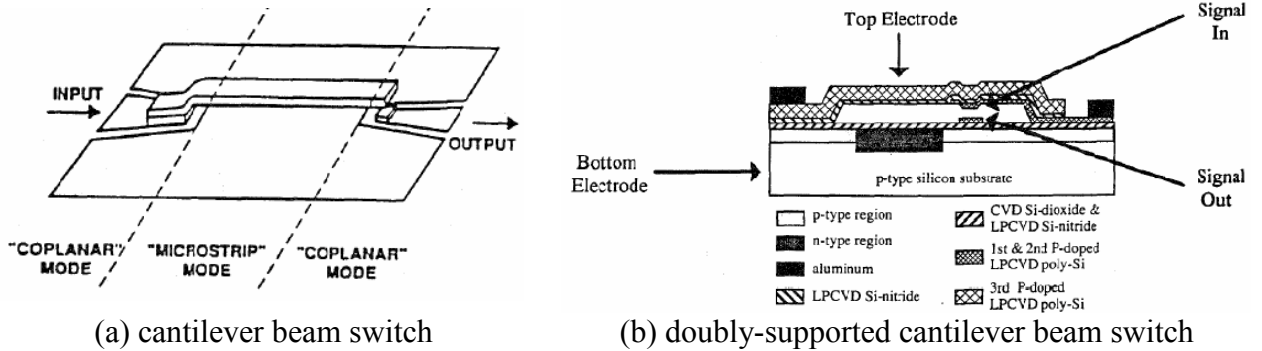 INPUT
OUTPUT
"COPLANAR"
MODE
"MICROSTRIP"
MODE
"COPLANAR"
MODE
(a) cantilever beam switch
Top Electrode
Signal
In
Bottom
Electrode
p-type silicon substrate
Signal
Out
p-type region
n-type region
aluminum
LPCVD Si-nitride
CVD Si-dioxide &
LPCVD Si-nitride
1st & 2nd P-doped
LPCVD poly-Si
3rd P-doped
LPCVD poly-Si
(b) doubly-supported cantilever beam switch